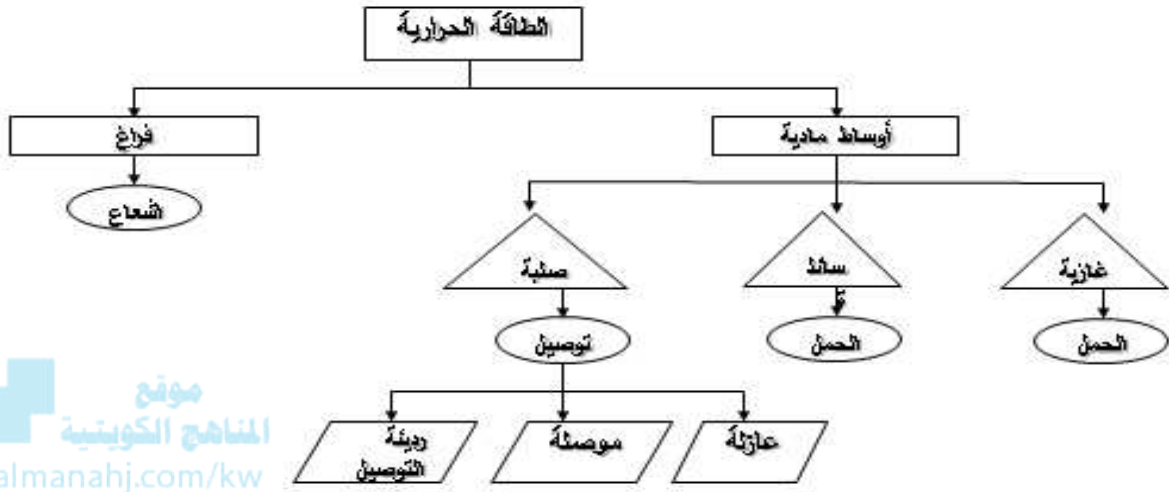 الطاقة الحرارية
أوساط مادية
فراغ
اشعاع
غازية
سائلة
صلبة
الحمل
الحمل
توصيل
عازلة
موصلة
رديئة
التوصيل
موقع
المناهج الكويتية
almanahj.com/kw